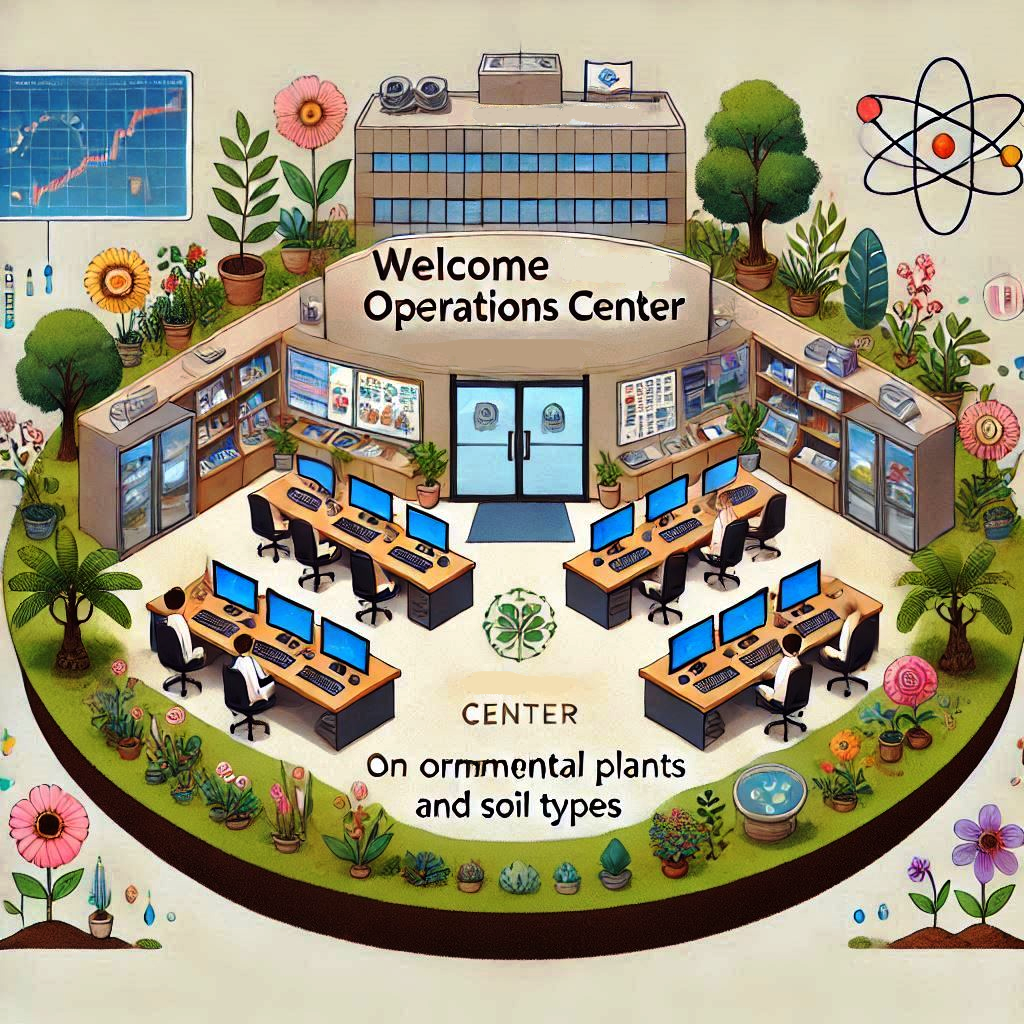 Welcome
Operations Center
CENTER
On ormmental plants
and soil types